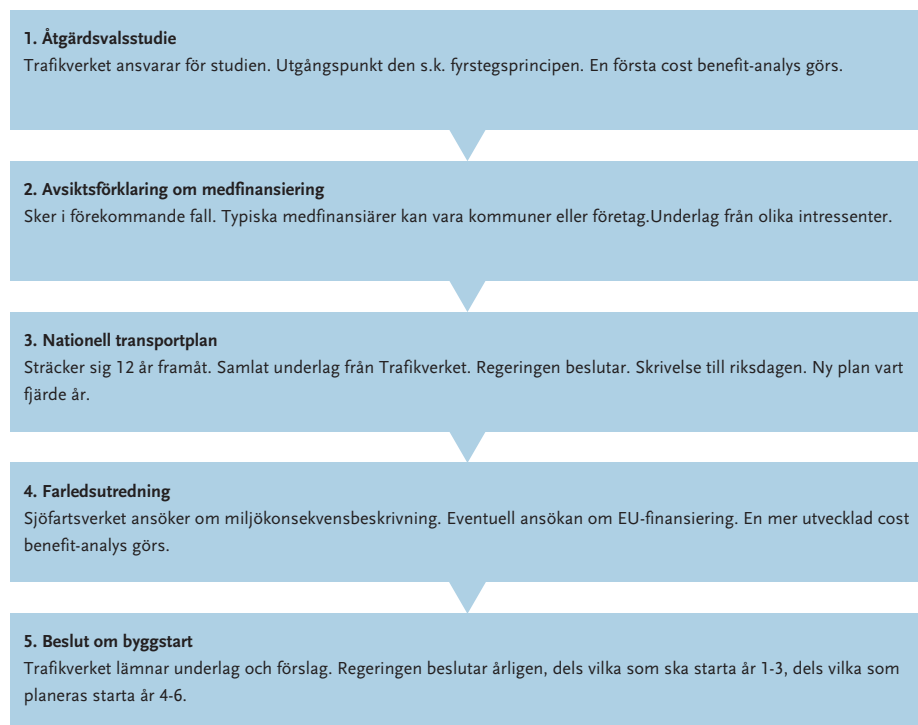 1. Åtgärdsvalsstudie
Trafikverket ansvarar för studien. Utgångspunkt den s.k. fyrstegsprincipen. En första cost benefit-analys görs.
2. Avsiktsförklaring om medfinansiering
Sker i förekommande fall. Typiska medfinansiärer kan vara kommuner eller företag.Underlag från olika intressenter.
3. Nationell transportplan
Sträcker sig 12 år framåt. Samlat underlag från Trafikverket. Regeringen beslutar. Skrivelse till riksdagen. Ny plan vart
fjärde år.
4. Farledsutredning
Sjöfartsverket ansöker om miljökonsekvensbeskrivning. Eventuell ansökan om EU-finansiering. En mer utvecklad cost
benefit-analys görs.
5. Beslut om byggstart
Trafikverket lämnar underlag och förslag. Regeringen beslutar årligen, dels vilka som ska starta år 1-3, dels vilka som
planeras starta år 4-6.